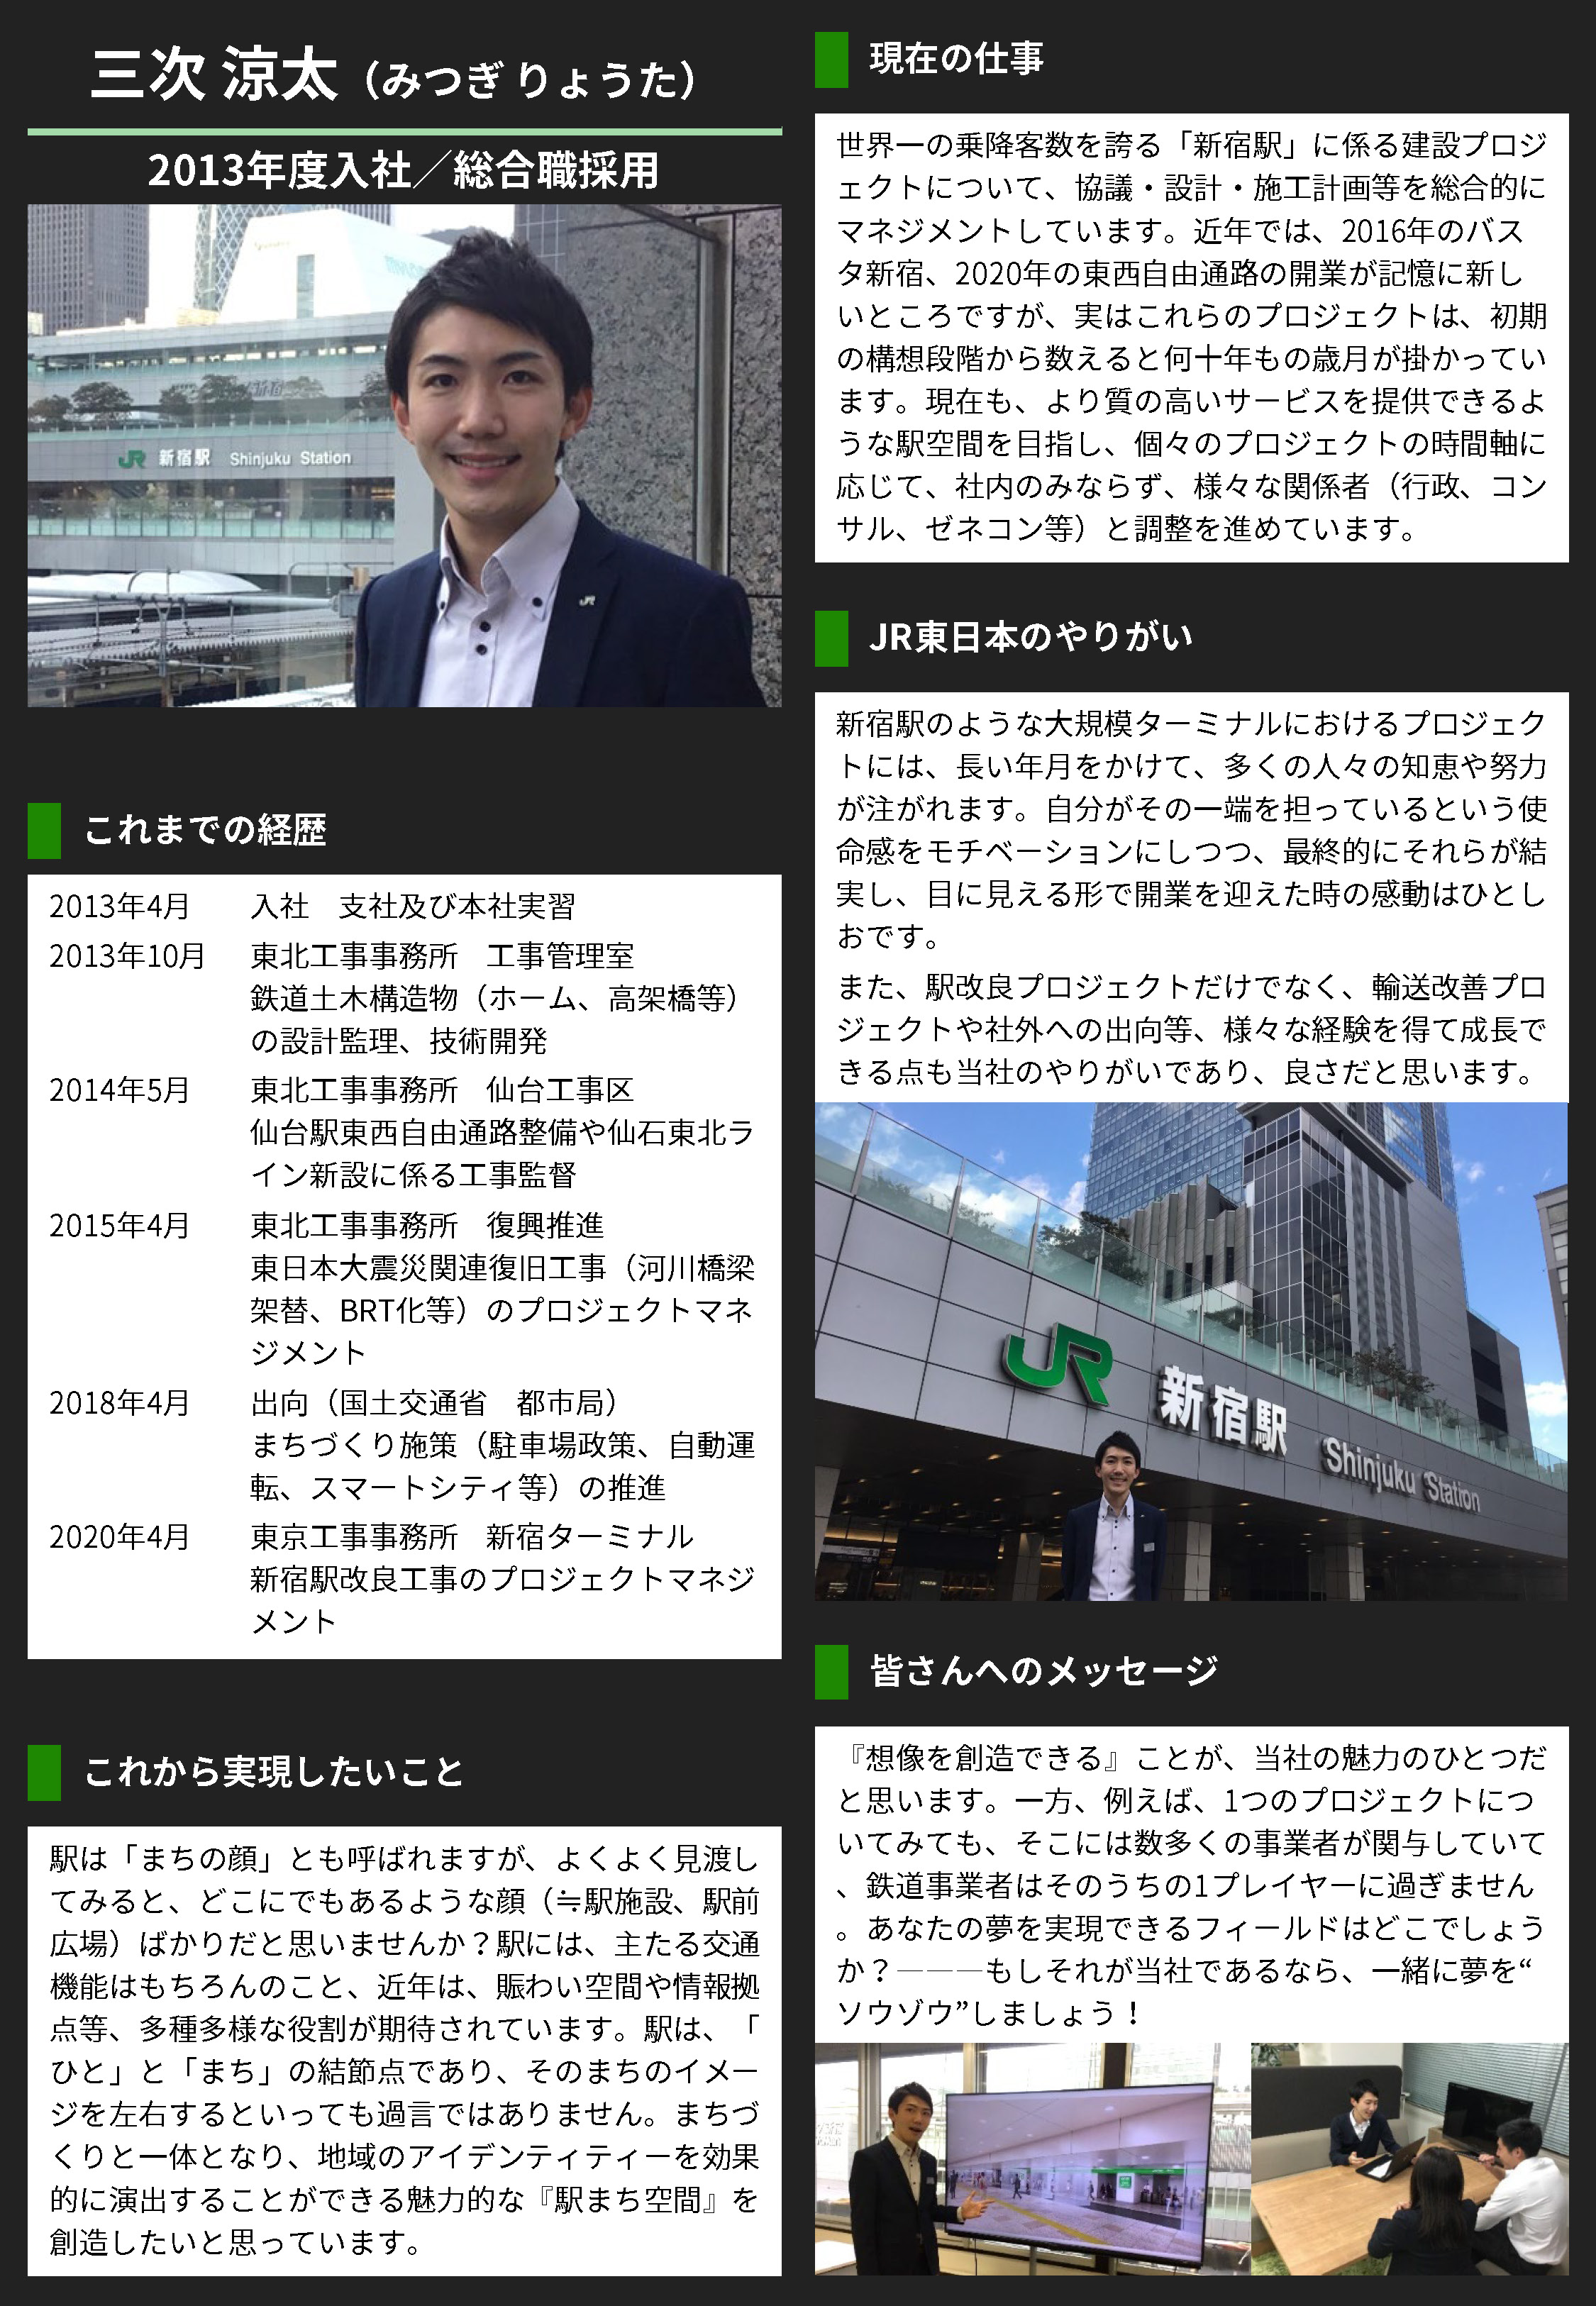 三次 涼太（みつぎ りょうた）
2013年度入社／総合職採用
JR 新宿駅 Shinjuku Station
JR
これまでの経歴
2013年4月 入社　支社及び本社実習
2013年10月 東北工事事務所　工事管理室
鉄道土木構造物（ホーム、高架橋等）
の設計監理、技術開発
2014年5月 東北工事事務所　仙台工事区
仙台駅東西自由通路整備や仙石東北ラ
イン新設に係る工事監督
2015年4月 東北工事事務所　復興推進
東日本大震災関連復旧工事（河川橋梁
架替、BRT化等）のプロジェクトマネ
ジメント
2018年4月 出向（国土交通省　都市局）
まちづくり施策（駐車場政策、自動運
転、スマートシティ等）の推進
2020年4月 東京工事事務所　新宿ターミナル
新宿駅改良工事のプロジェクトマネジ
メント
これから実現したいこと
駅は「まちの顔」とも呼ばれますが、よくよく見渡し
てみると、どこにでもあるような顔（≒駅施設、駅前
広場）ばかりだと思いませんか？駅には、主たる交通
機能はもちろんのこと、近年は、賑わい空間や情報拠
点等、多種多様な役割が期待されています。駅は、「
ひと」と「まち」の結節点であり、そのまちのイメー
ジを左右するといっても過言ではありません。まちづ
くりと一体となり、地域のアイデンティティーを効果
的に演出することができる魅力的な『駅まち空間』を
創造したいと思っています。
現在の仕事
世界一の乗降客数を誇る「新宿駅」に係る建設プロジ
ェクトについて、協議・設計・施工計画等を総合的に
マネジメントしています。近年では、2016年のバス
タ新宿、2020年の東西自由通路の開業が記憶に新し
いところですが、実はこれらのプロジェクトは、初期
の構想段階から数えると何十年もの歳月が掛かってい
ます。現在も、より質の高いサービスを提供できるよ
うな駅空間を目指し、個々のプロジェクトの時間軸に
応じて、社内のみならず、様々な関係者（行政、コン
サル、ゼネコン等）と調整を進めています。
JR東日本のやりがい
新宿駅のような大規模ターミナルにおけるプロジェク
トには、長い年月をかけて、多くの人々の知恵や努力
が注がれます。自分がその一端を担っているという使
命感をモチベーションにしつつ、最終的にそれらが結
実し、目に見える形で開業を迎えた時の感動はひとし
おです。
また、駅改良プロジェクトだけでなく、輸送改善プロ
ジェクトや社外への出向等、様々な経験を得て成長で
きる点も当社のやりがいであり、良さだと思います。
JR 新宿駅 Shinjuku Station
皆さんへのメッセージ
『想像を創造できる』ことが、当社の魅力のひとつだ
と思います。一方、例えば、1つのプロジェクトにつ
いてみても、そこには数多くの事業者が関与していて
、鉄道事業者はそのうちの1プレイヤーに過ぎません
。あなたの夢を実現できるフィールドはどこでしょう
か？―――もしそれが当社であるなら、一緒に夢を“
ソウゾウ”しましょう！